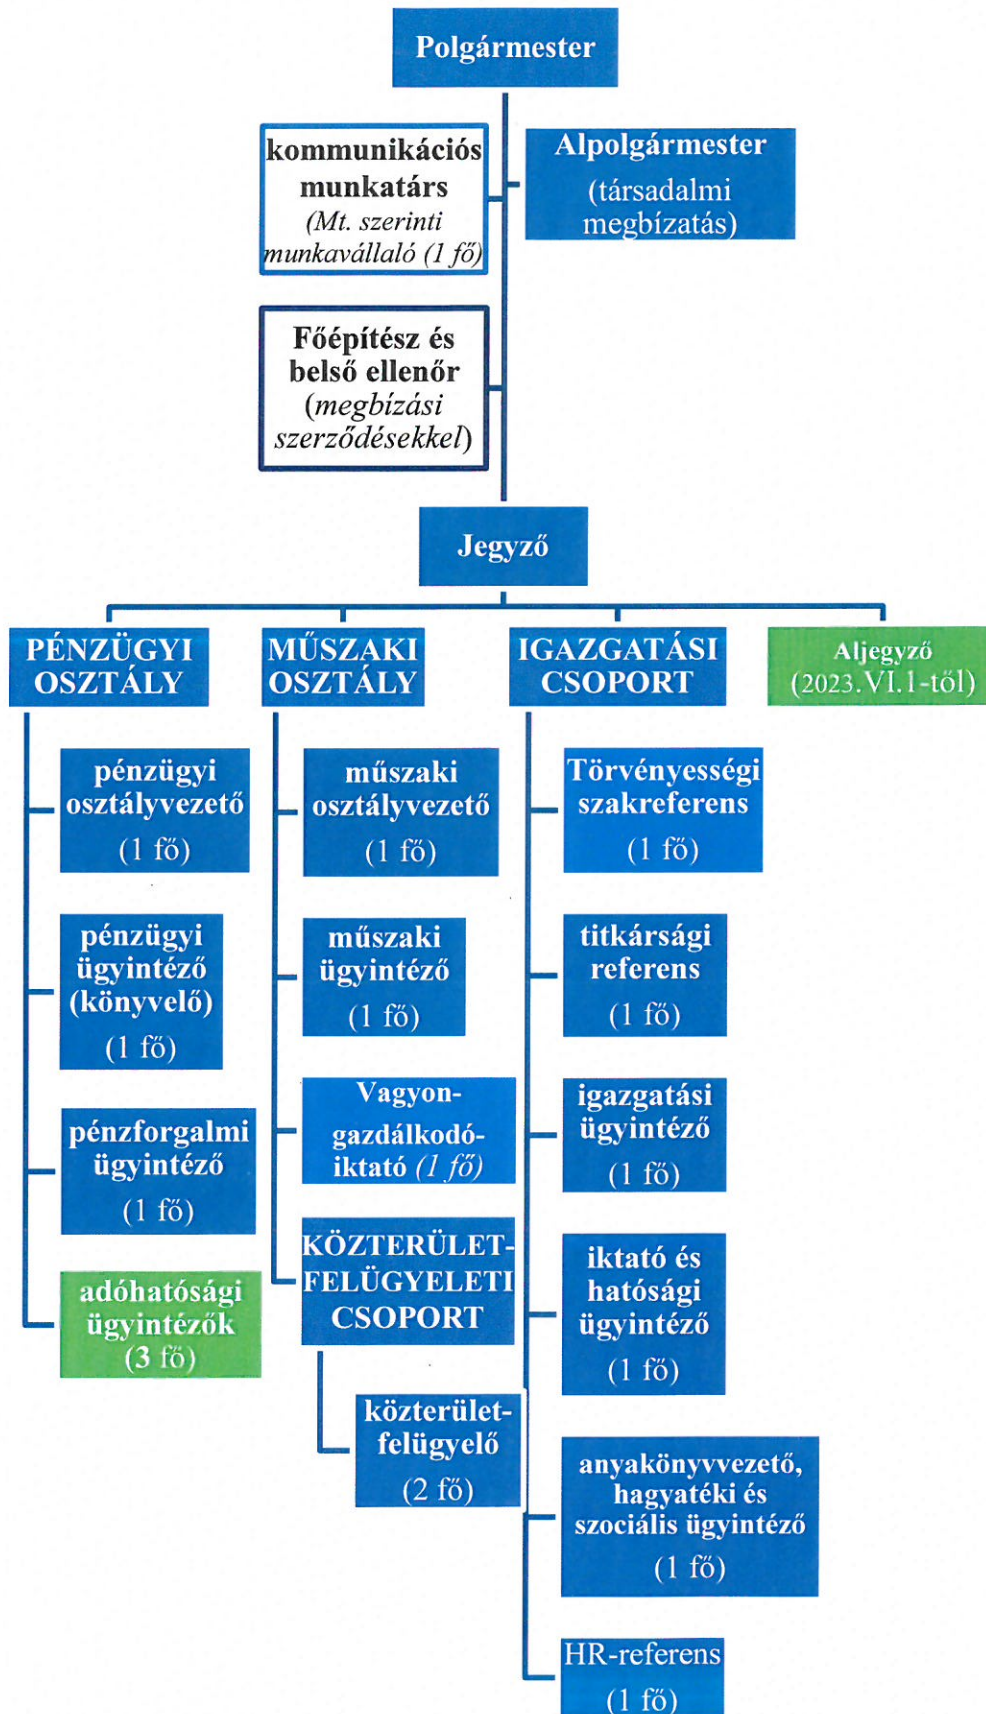 Polgármester
kommunikációs
munkatárs
(Mt. szerinti
munkavállaló (1 fő)
Alpolgármester
(társadalmi
megbízatás)
Főépítész és
belső ellenőr
(megbízási
szerződésekkel)
Jegyző
PÉNZÜGYI
OSZTÁLY
MŰSZAKI
OSZTÁLY
IGAZGATÁSI
CSOPORT
Aljegyző
(2023.VI.1-től)
pénzügyi
osztályvezető
(1 fő)
pénzügyi
ügyintéző
(könyvelő)
(1 fő)
pénzforgalmi
ügyintéző
(1 fő)
adóhatósági
ügyintézők
(3 fő)
műszaki
osztályvezető
(1 fő)
műszaki
ügyintéző
(1 fő)
Vagyon-
gazdálkodó-
iktató (1 fő)
KÖZTERÜLET-
FELÜGYELETI
CSOPORT
közterület-
felügyelő
(2 fő)
Törvényességi
szakreferens
(1 fő)
titkársági
referens
(1 fő)
igazgatási
ügyintéző
(1 fő)
iktató és
hatósági
ügyintéző
(1 fő)
anyakönyvvezető,
hagyatéki és
szociális ügyintéző
(1 fő)
HR-referens
(1 fő)